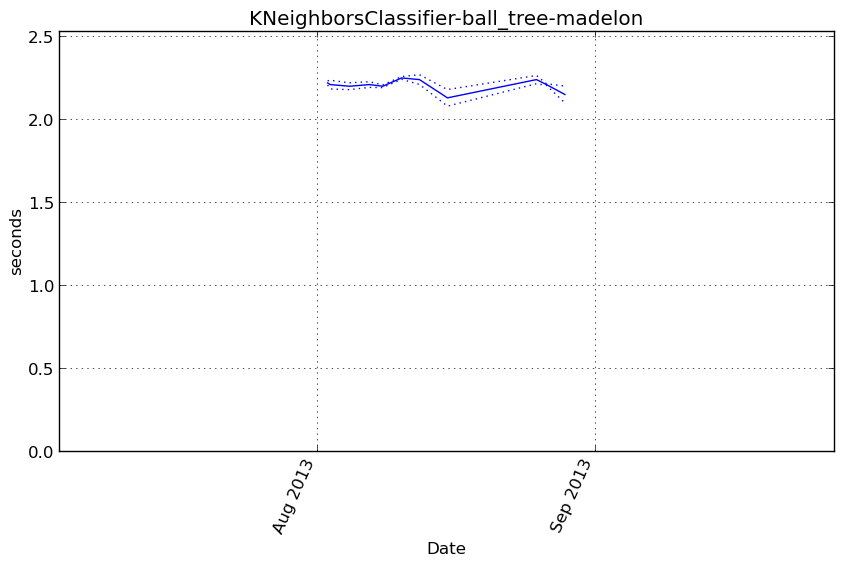 KNeighborsClassifier-ball_tree-madelon
2.5
2.0
1.5
1.0
0.5
0.0
seconds
Aug 2013
Sep 2013
Date